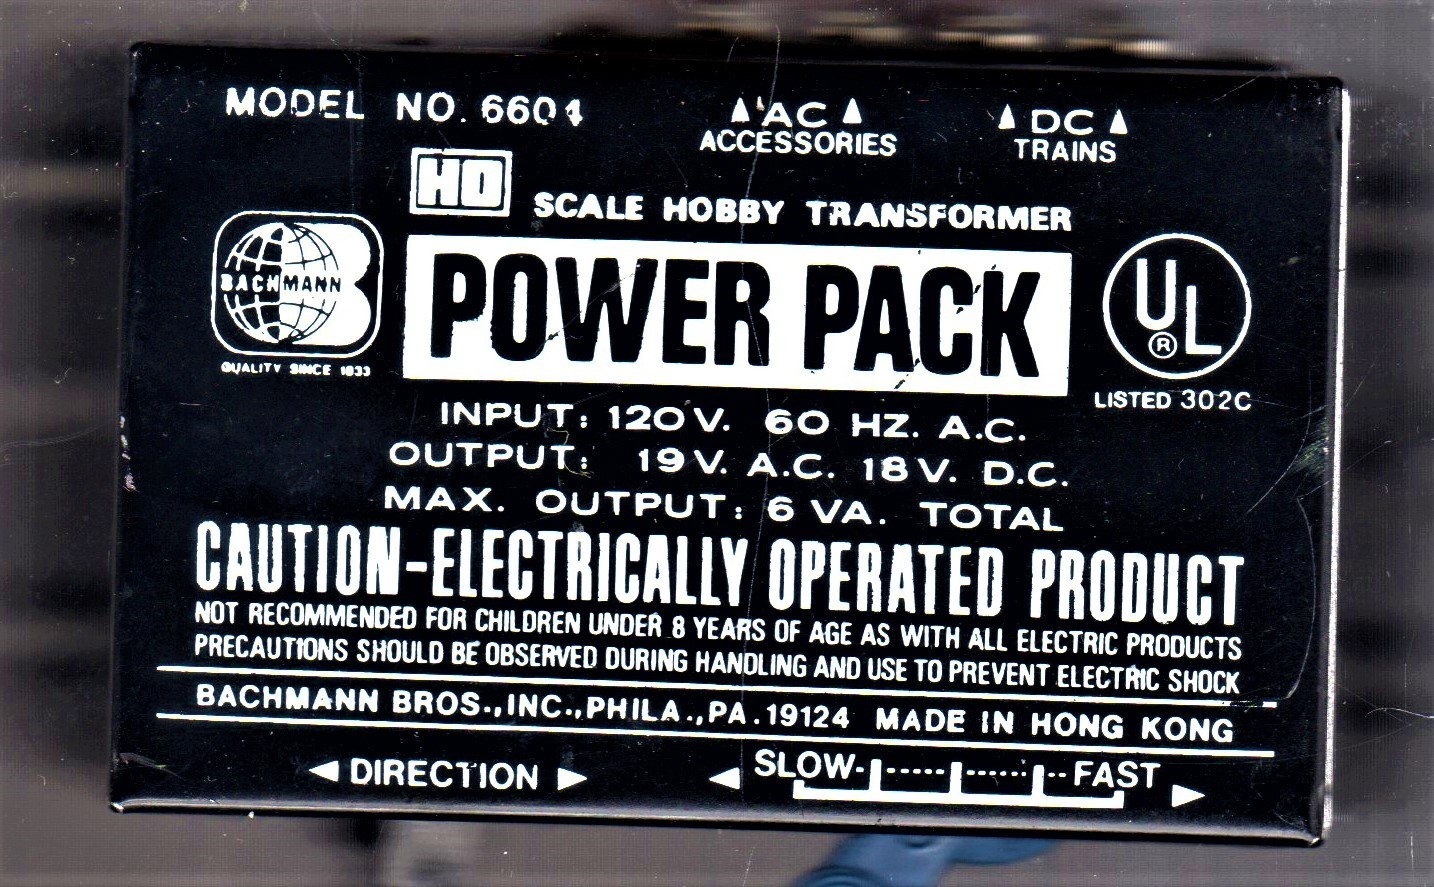 MODEL NO. 6604
AC
ACCESSORIES
DC
TRAINS
HO SCALE HOBBY TRANSFORMER
BACHMANN
QUALITY SINCE 1833
POWER PACK
UL
®
LISTED 302C
INPUT: 120V. 60 HZ. A.C.
OUTPUT: 19V. A.C. 18V. D.C.
MAX. OUTPUT: 6 VA. TOTAL
CAUTION-ELECTRICALLY OPERATED PRODUCT
NOT RECOMMENDED FOR CHILDREN UNDER 8 YEARS OF AGE AS WITH ALL ELECTRIC PRODUCTS
PRECAUTIONS SHOULD BE OBSERVED DURING HANDLING AND USE TO PREVENT ELECTRIC SHOCK
BACHMANN BROS., INC., PHILA., PA. 19124 MADE IN HONG KONG
DIRECTION
SLOW FAST